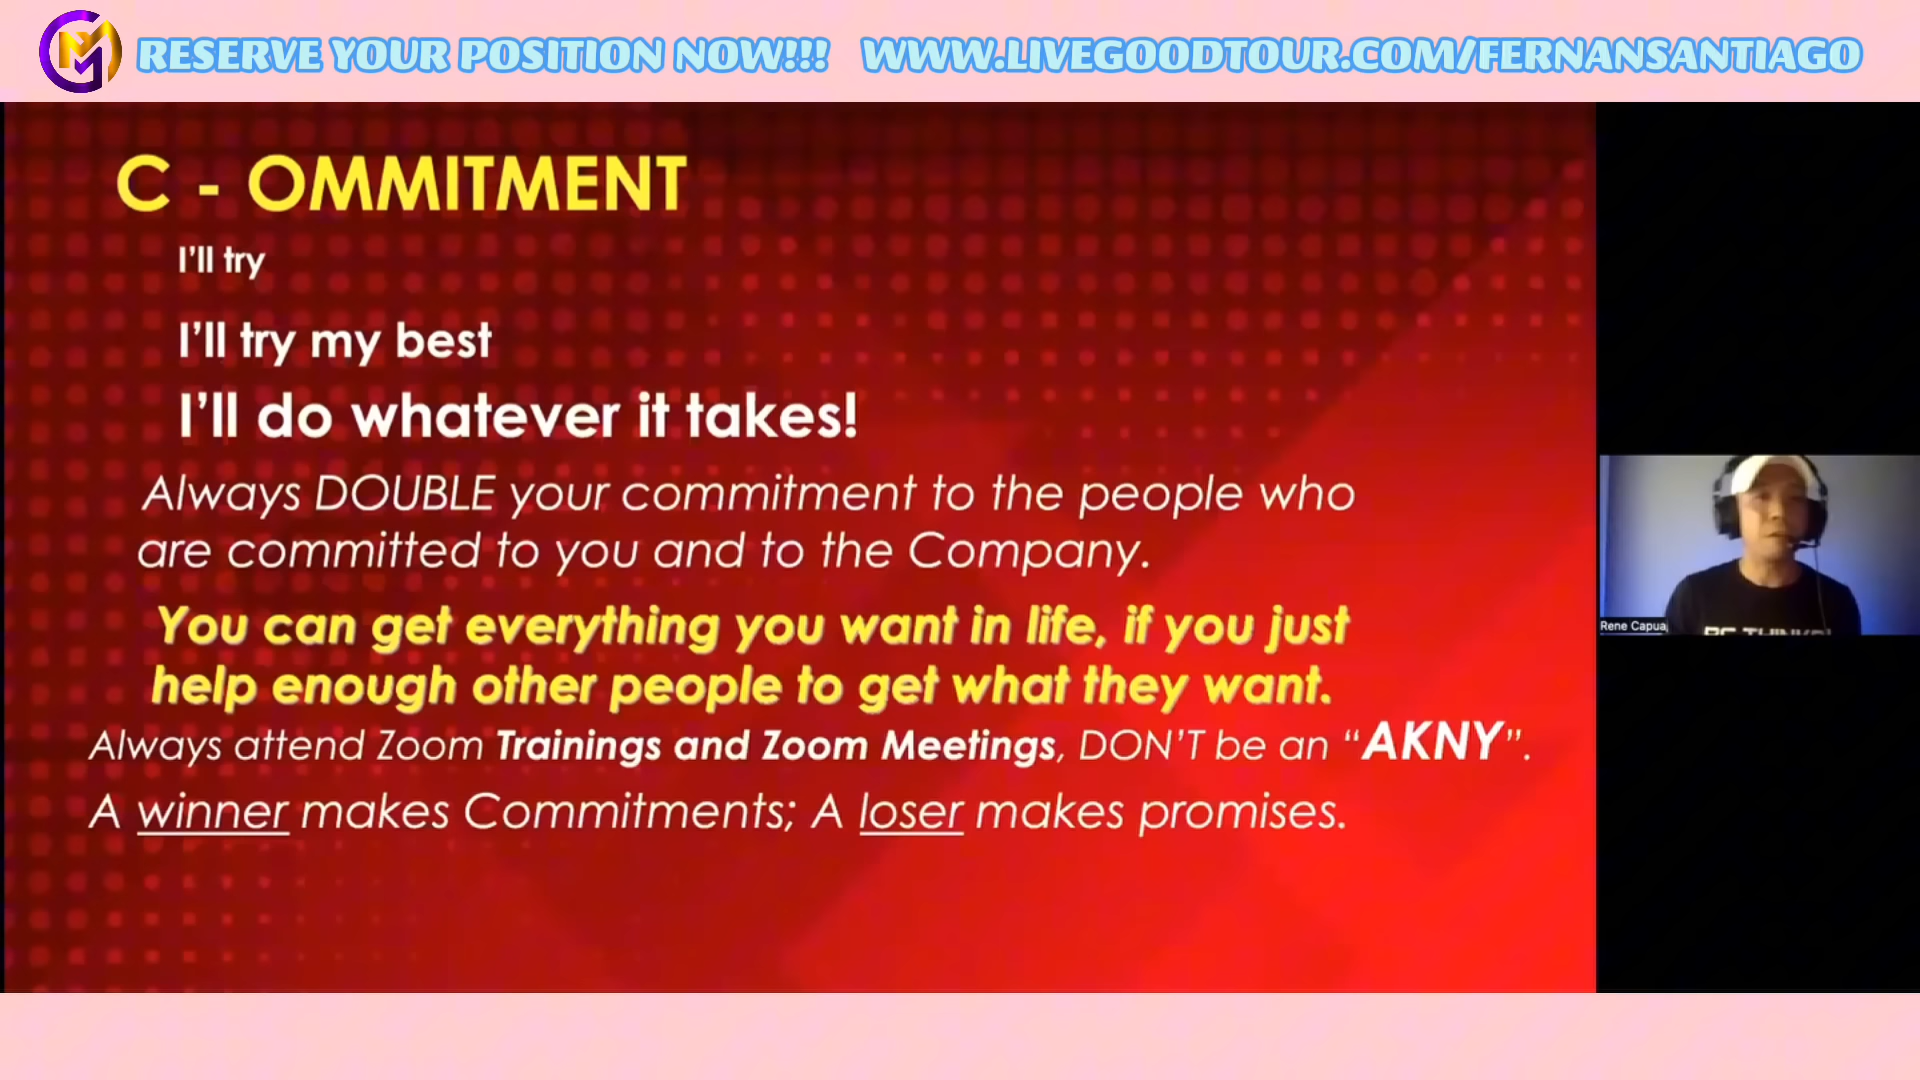 RESERVE YOUR POSITION NOW!!! WWW.LIVEGOODTOUR.COM/FERNANSANTIAGO
C - OMMITMENT
I'll try
I'll try my best
I'll do whatever it takes!
Always DOUBLE your commitment to the people who
are committed to you and to the Company.
You can get everything you want in life, if you just
help enough other people to get what they want.
Always attend Zoom Trainings and Zoom Meetings, DON'T be an “AKNY”.
A winner makes Commitments; A loser makes promises.
Rene Capua